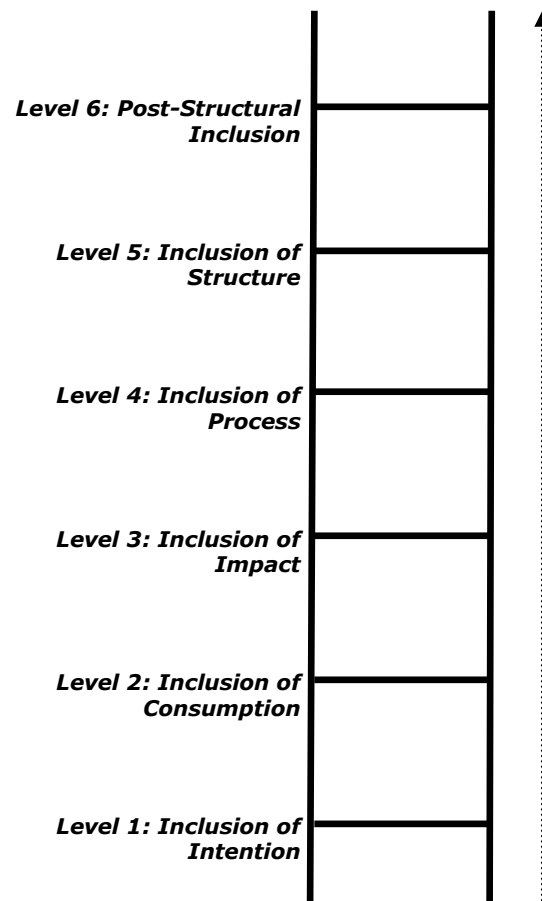 Level 6: Post-Structural
Inclusion
Level 5: Inclusion of
Structure
Level 4: Inclusion of
Process
Level 3: Inclusion of
Impact
Level 2: Inclusion of
Consumption
Level 1: Inclusion of
Intention